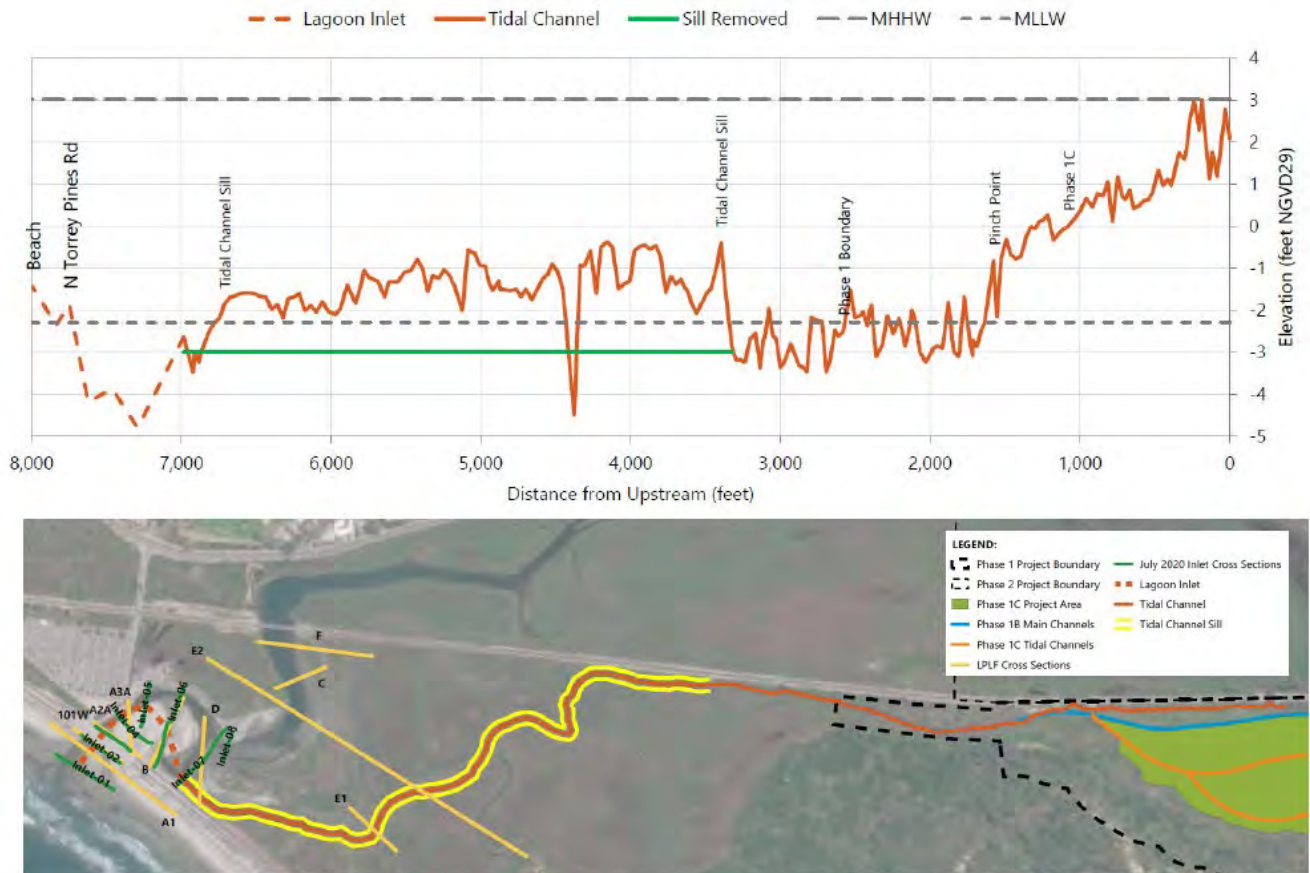 Lagoon Inlet Tidal Channel Sill Removed MHHW MLLW
4
3
2
1
0
-1
-2
-3
-4
-5
Elevation (feet NGVD29)
Beach
N Torrey Pines Rd
Tidal Channel Sill
Tidal Channel Sill
Phase 1 Boundary
Pinch Point
Phase 1C
8,000 7,000 6,000 5,000 4,000 3,000 2,000 1,000 0
Distance from Upstream (feet)
LEGEND:
Phase 1 Project Boundary
Phase 2 Project Boundary
Phase 1C Project Area
Phase 1B Main Channels
Phase 1C Tidal Channels
LPLF Cross Sections
July 2020 Inlet Cross Sections
Lagoon Inlet
Tidal Channel
Tidal Channel Sill
F
E2
C
A3A
Inlet-05
Inlet-06
101W
A2A
Inlet-04
D
Inlet-02
Inlet-08
B
Inlet-01
Inlet-07
E1
A1